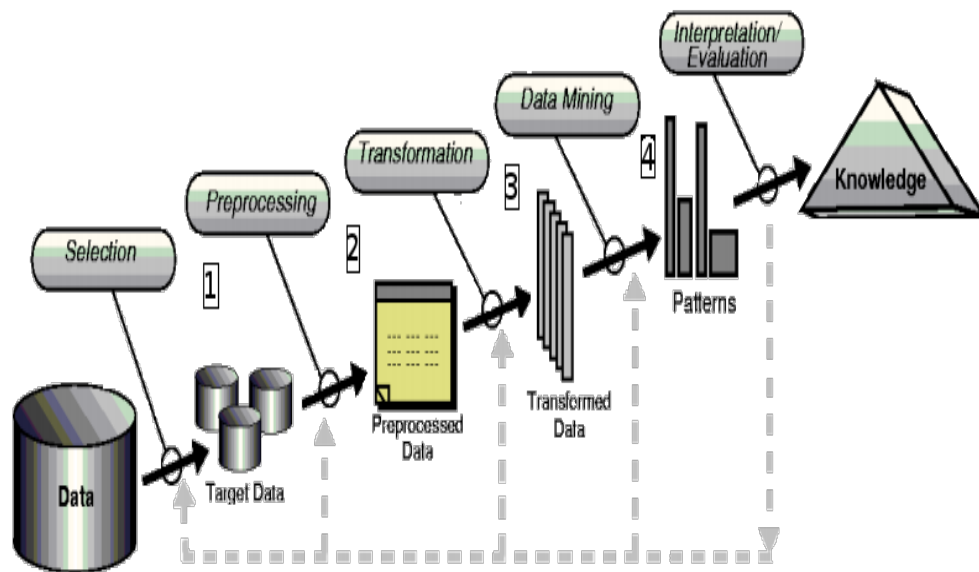 Interpretation/
Evaluation
Data Mining
Transformation
Preprocessing
Selection
1
2
3
4
Data
Target Data
Preprocessed
Data
Transformed
Data
Patterns
Knowledge